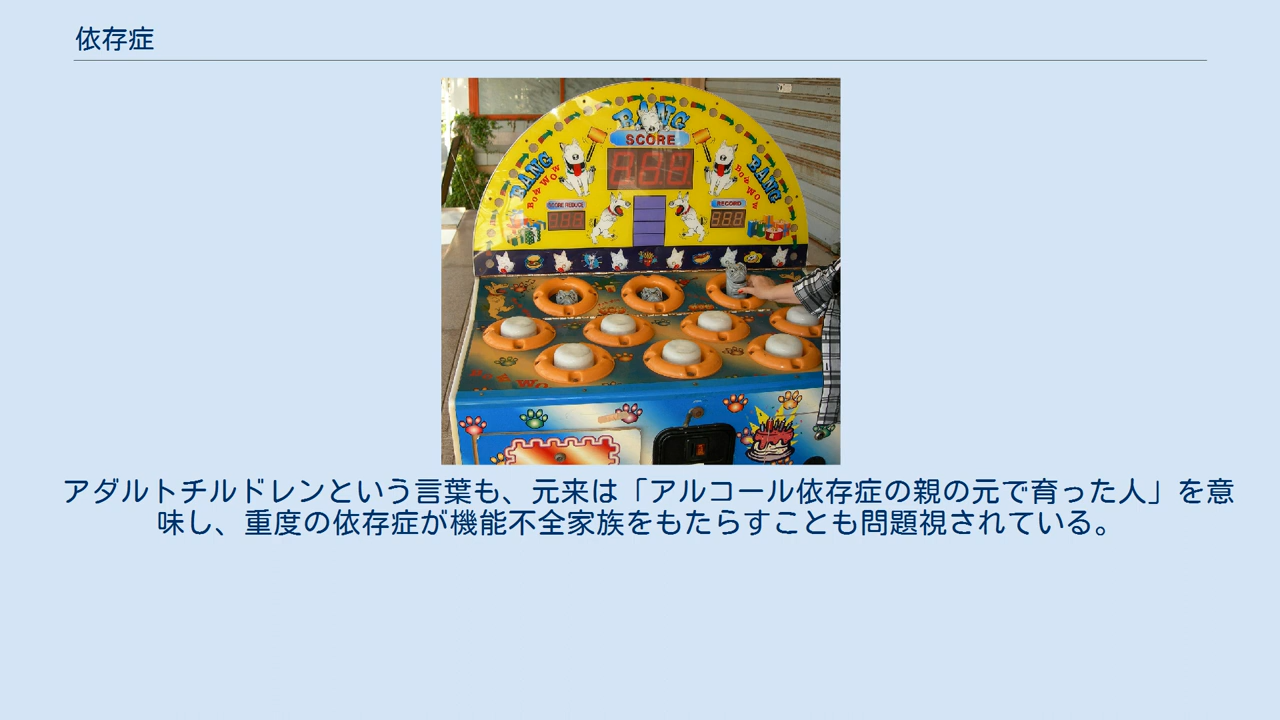 依存症
BANG
SCORE
BANG
BOW WOW
BANG
BOW WOW
SCORE REDUCE
RECORD
アダルトチルドレンという言葉も、元来は「アルコール依存症の親の元で育った人」を意
味し、重度の依存症が機能不全家族をもたらすことも問題視されている。